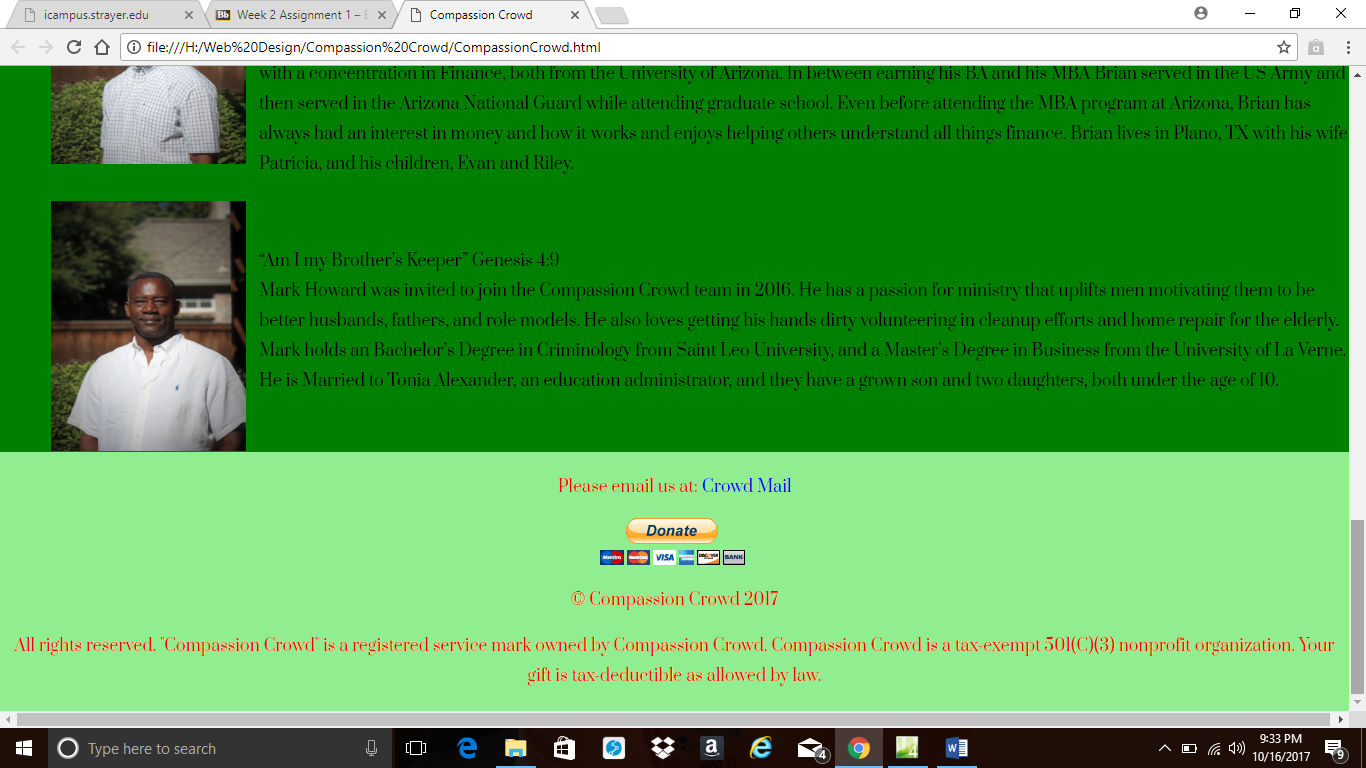 icampus.strayer.edu
Bb Week 2 Assignment 1 –
Compassion Crowd
file:///H:/Web%20Design/Compassion%20Crowd/CompassionCrowd.html
with a concentration in Finance, both from the University of Arizona. In between earning his BA and his MBA Brian served in the US Army and
then served in the Arizona National Guard while attending graduate school. Even before attending the MBA program at Arizona, Brian has
always had an interest in money and how it works and enjoys helping others understand all things finance. Brian lives in Plano, TX with his wife
Patricia, and his children, Evan and Riley.
“Am I my Brother’s Keeper” Genesis 4:9
Mark Howard was invited to join the Compassion Crowd team in 2016. He has a passion for ministry that uplifts men motivating them to be
better husbands, fathers, and role models. He also loves getting his hands dirty volunteering in cleanup efforts and home repair for the elderly.
Mark holds an Bachelor’s Degree in Criminology from Saint Leo University, and a Master’s Degree in Business from the University of La Verne.
He is Married to Tonia Alexander, an education administrator, and they have a grown son and two daughters, both under the age of 10.
Please email us at: Crowd Mail
Donate
Maestro MasterCard VISA DISCOVER BANK
© Compassion Crowd 2017
All rights reserved. "Compassion Crowd" is a registered service mark owned by Compassion Crowd. Compassion Crowd is a tax-exempt 501(C)(3) nonprofit organization. Your
gift is tax-deductible as allowed by law.
Type here to search
4
9:33 PM
10/16/2017
9